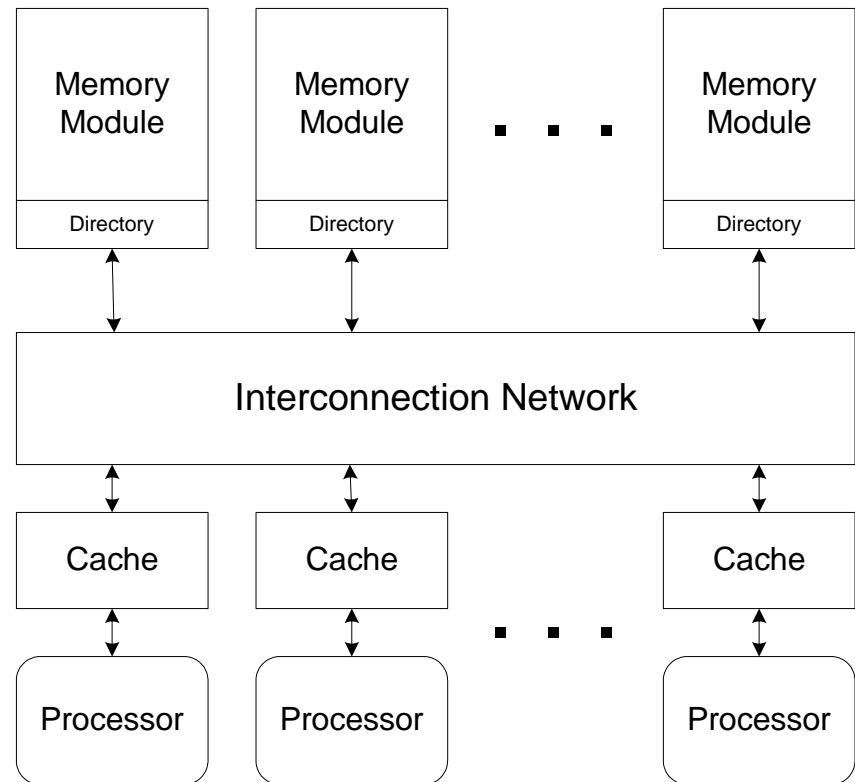 Memory
Module
Memory
Module
Memory
Module
Directory
Directory
Directory
Interconnection Network
Cache
Cache
Cache
Processor
Processor
Processor